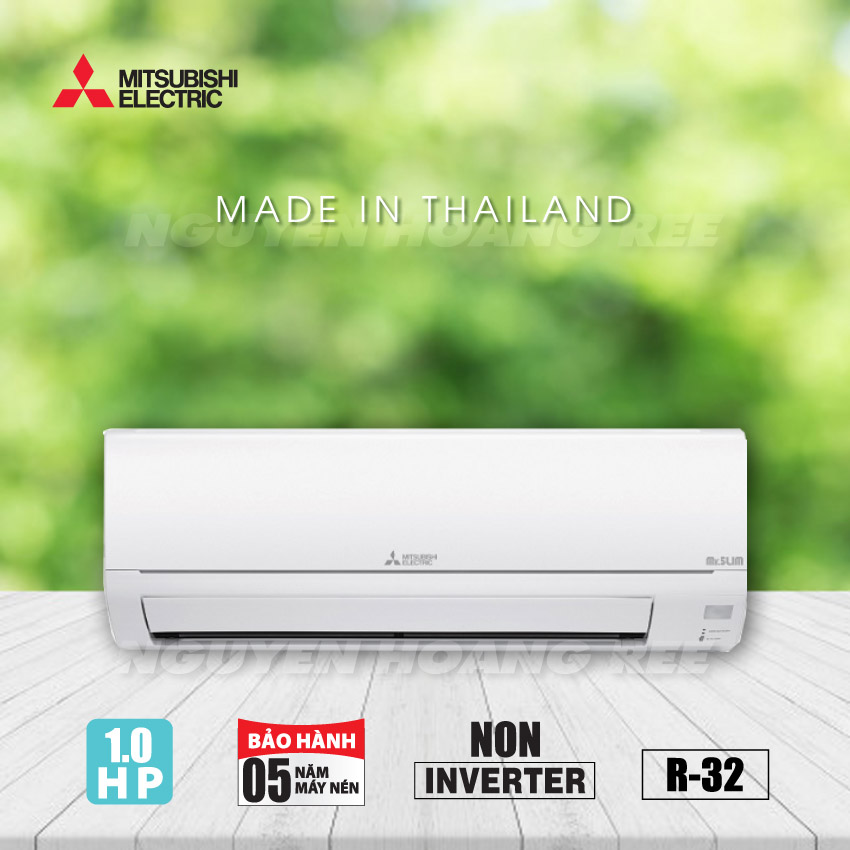 MITSUBISHI
ELECTRIC
MADE IN THAILAND
NGUYEN HOANG REE
MITSUBISHI
ELECTRIC
Mr.SLIM
NGUYEN HOANG REE
1.0
HP
BẢO HÀNH
05 NĂM
MÁY NÉN
NON
INVERTER
R-32